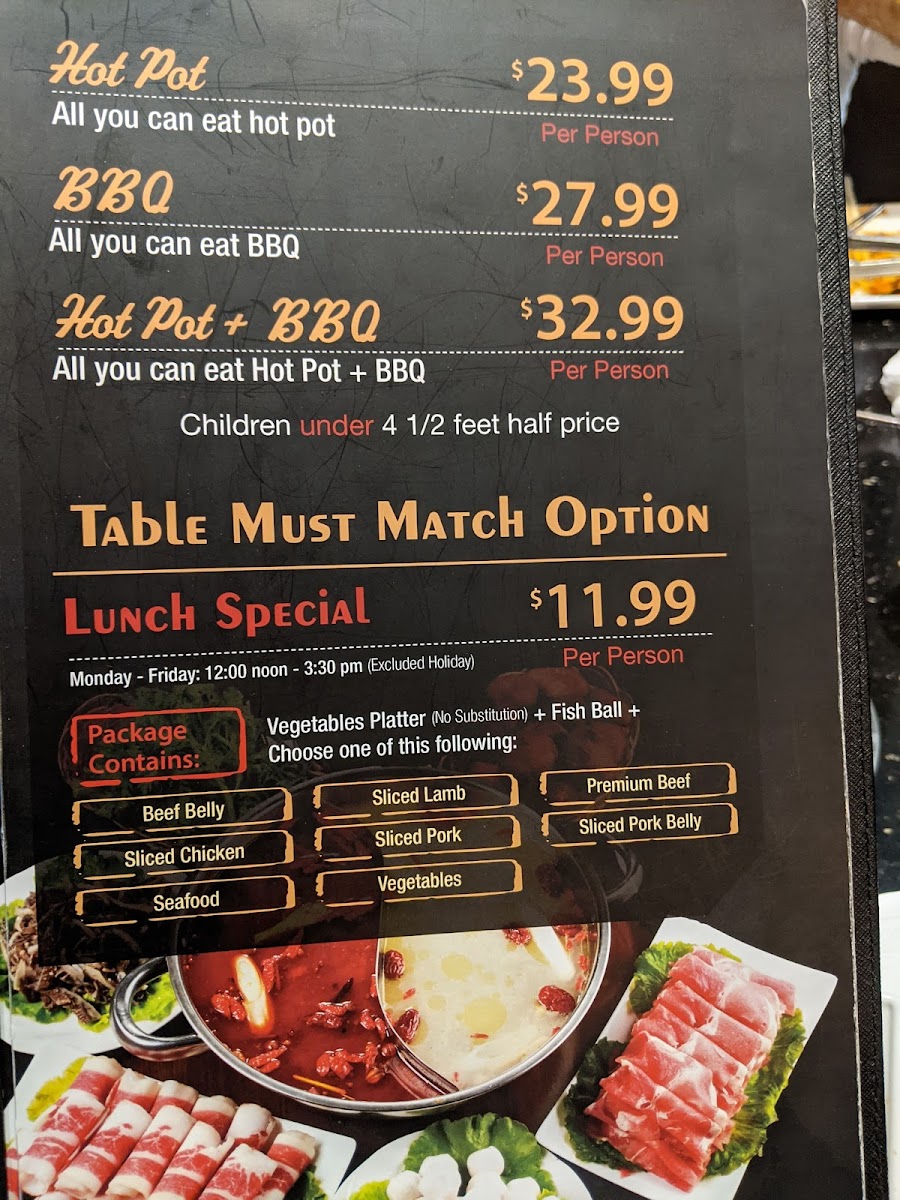 Hot Pot $23.99
All you can eat hot pot Per Person
BBQ $27.99
All you can eat BBQ Per Person
Hot Pot + BBQ $32.99
All you can eat Hot Pot + BBQ Per Person
Children under 4 1/2 feet half price
Table Must Match Option
Lunch Special $11.99
Monday - Friday: 12:00 noon - 3:30 pm (Excluded Holiday) Per Person
Package
Contains:
Vegetables Platter (No Substitution) + Fish Ball +
Choose one of this following:
Beef Belly Sliced Lamb Premium Beef
Sliced Chicken Sliced Pork Sliced Pork Belly
Seafood Vegetables